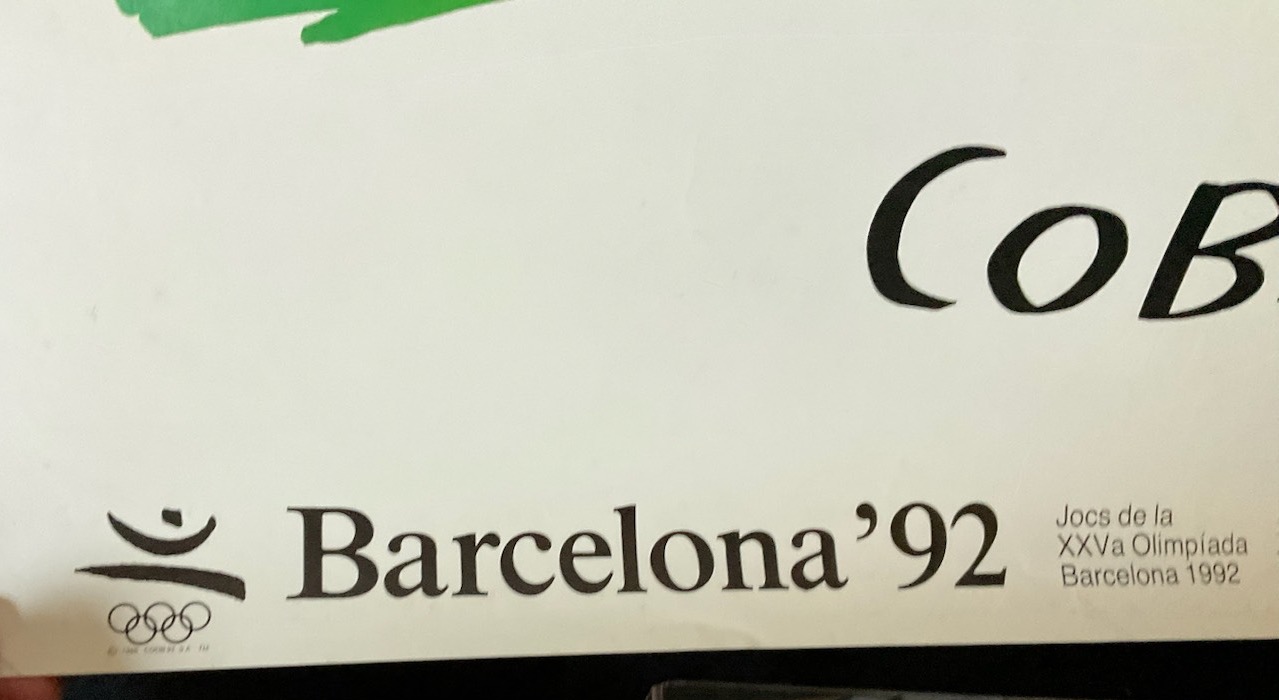 COB
Barcelona '92
Jocs de la
XXVa Olimpíada
Barcelona 1992